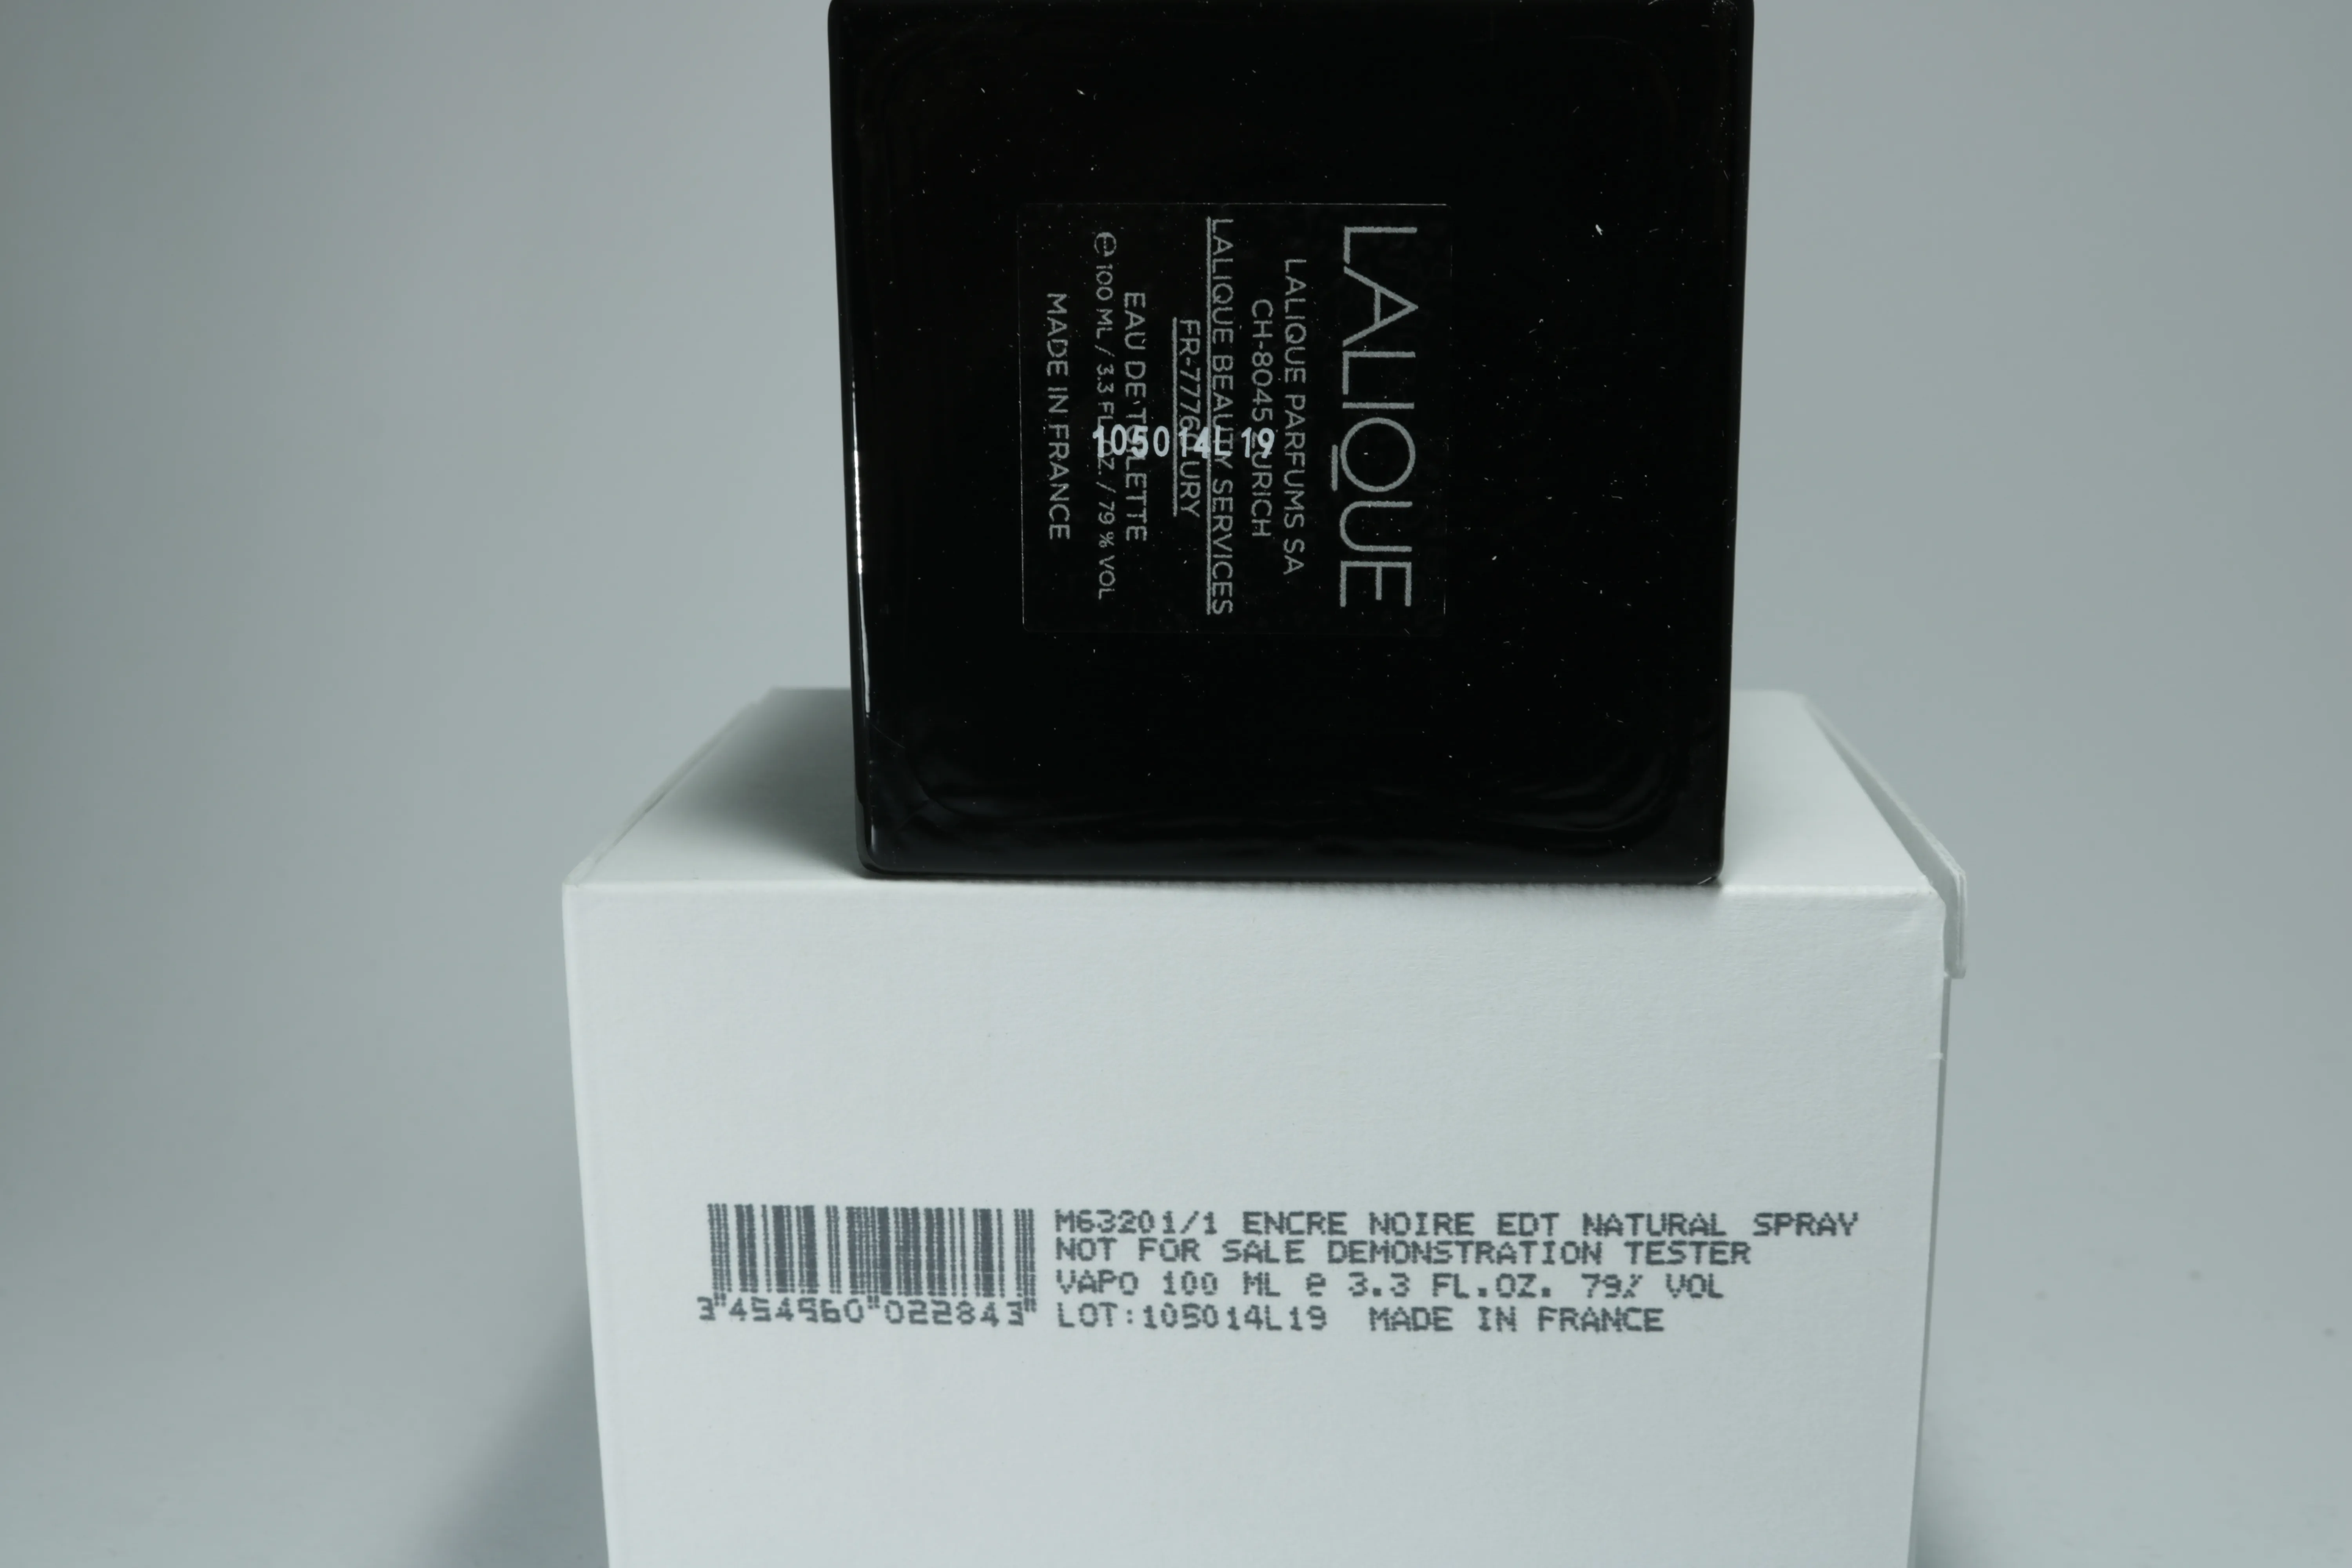 LALIQUE
LALIQUE PARFUMS SA
CH-8045 ZURICH
LALIQUE BEAUTY SERVICES
FR-77760 URY
EAU DE TOILETTE
e 100 ML / 3.3 FL. OZ. / 79 % VOL
MADE IN FRANCE
105014L 19
M63201/1 ENCRE NOIRE EDT NATURAL SPRAY
NOT FOR SALE DEMONSTRATION TESTER
VAPO 100 ML e 3.3 FL.OZ. 79% VOL
LOT:105014L19 MADE IN FRANCE
3"454960"022843"